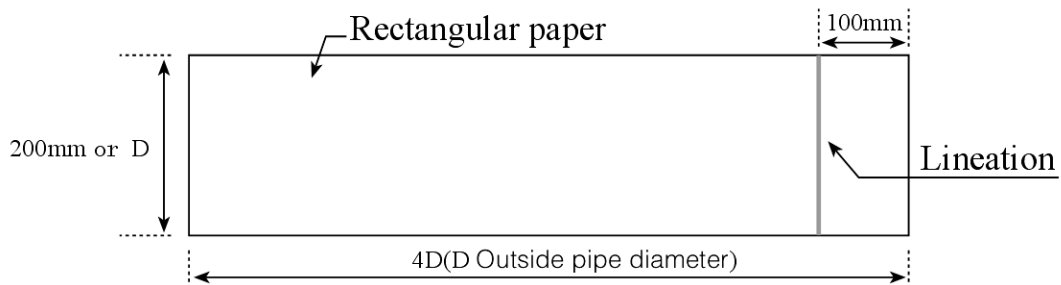 100mm
Rectangular paper
200mm or D
Lineation
4D(D Outside pipe diameter)